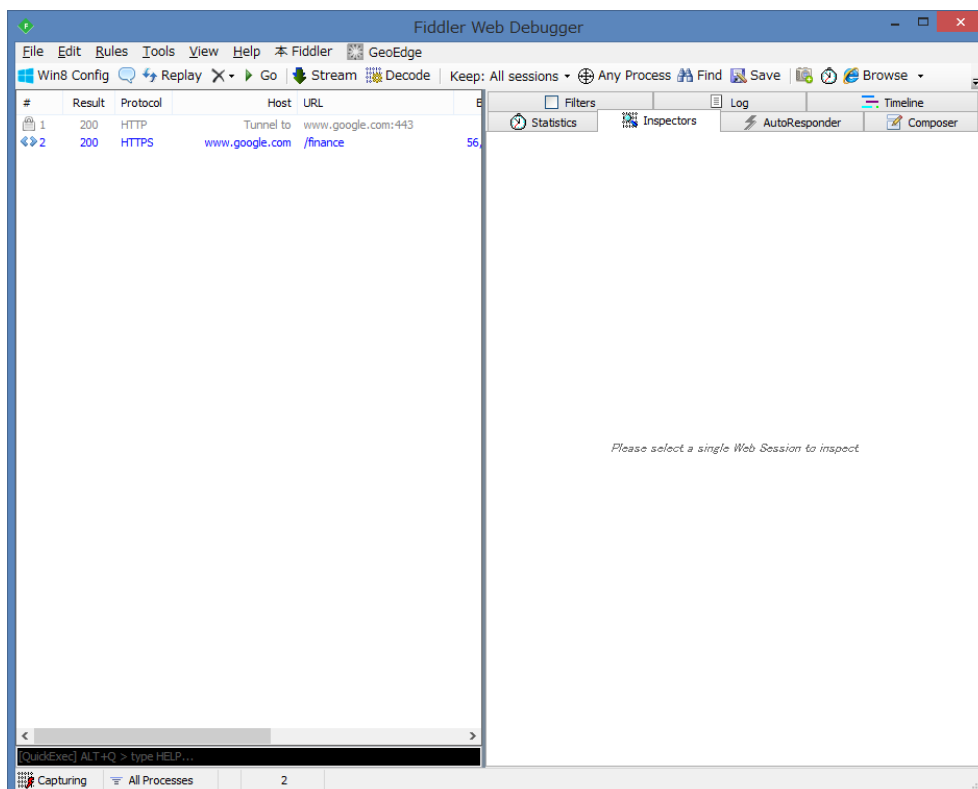 Fiddler Web Debugger
File Edit Rules Tools View Help 本 Fiddler GeoEdge
Win8 Config Replay Go Stream Decode Keep: All sessions Any Process Find Save Browse
# Result Protocol Host URL
Filters Log Timeline
Statistics Inspectors AutoResponder Composer
1 200 HTTP Tunnel to www.google.com:443
2 200 HTTPS www.google.com /finance 56,
Please select a single Web Session to inspect
[QuickExec] ALT+Q > type HELP...
Capturing All Processes 2